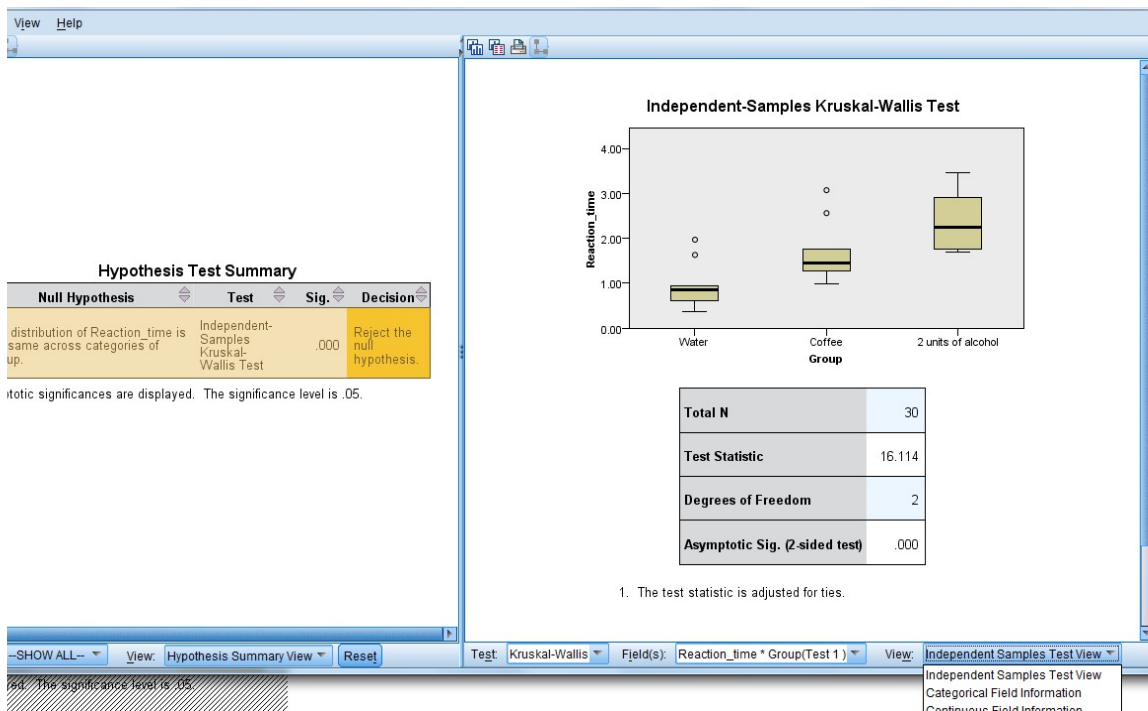 View Help
Hypothesis Test Summary
Null Hypothesis Test Sig. Decision
distribution of Reaction_time is
same across categories of
up.
Independent-
Samples
Kruskal-
Wallis Test
.000
Reject the
null
hypothesis.
totic significances are displayed. The significance level is .05.
--SHOW ALL-- View: Hypothesis Summary View Reset
ed. The significance level is .05.
Independent-Samples Kruskal-Wallis Test
4.00
3.00
2.00
1.00
0.00
Reaction_time
Water Coffee 2 units of alcohol
Group
Total N 30
Test Statistic 16.114
Degrees of Freedom 2
Asymptotic Sig. (2-sided test) .000
1. The test statistic is adjusted for ties.
Test: Kruskal-Wallis Field(s): Reaction_time * Group(Test 1) View: Independent Samples Test View
Independent Samples Test View
Categorical Field Information
Continuous Field Information